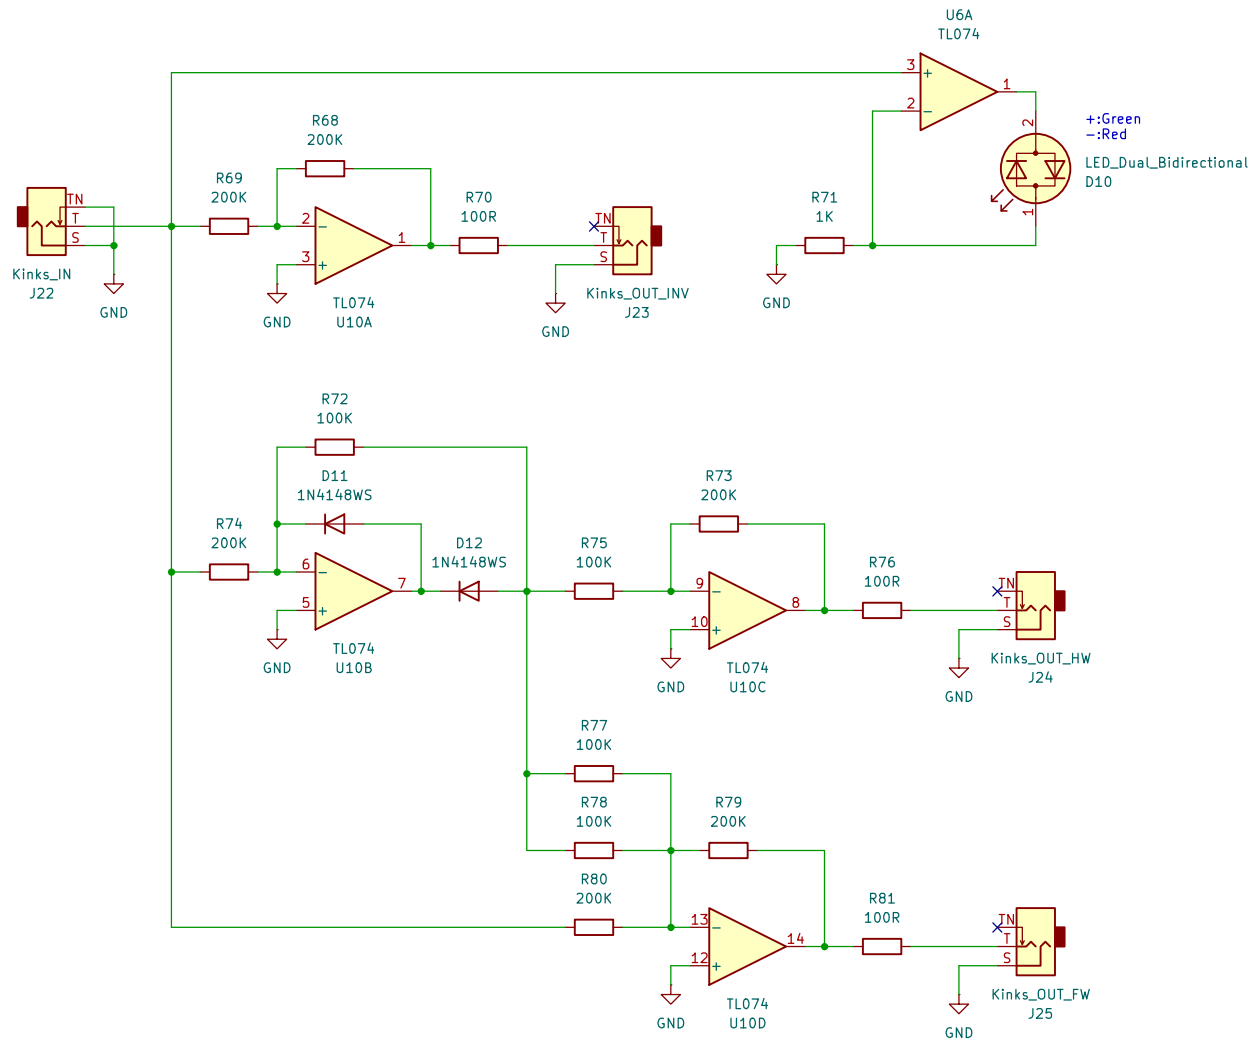 U6A
TL074
3
+
1
2
−
2
+:Green
−:Red
LED_Dual_Bidirectional
D10
1
R68
200K
R69
200K
TN
T
S
Kinks_IN
J22
GND
2
−
1
3
+
GND
TL074
U10A
R70
100R
TN
T
S
Kinks_OUT_INV
J23
GND
R71
1K
GND
R72
100K
D11
1N4148WS
R74
200K
6
−
7
5
+
GND
TL074
U10B
D12
1N4148WS
R75
100K
R73
200K
9
−
8
10
+
GND
TL074
U10C
R76
100R
TN
T
S
Kinks_OUT_HW
J24
GND
R77
100K
R78
100K
R79
200K
R80
200K
13
−
14
12
+
GND
TL074
U10D
R81
100R
TN
T
S
Kinks_OUT_FW
J25
GND